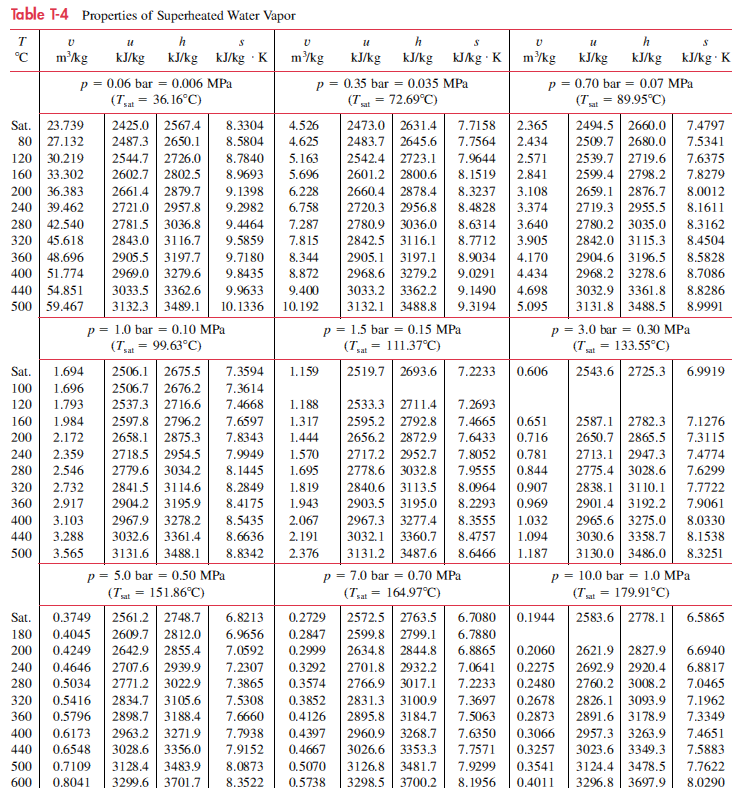 Table T-4 Properties of Superheated Water Vapor
T v u h s v u h s v u h s
°C m³/kg kJ/kg kJ/kg kJ/kg · K m³/kg kJ/kg kJ/kg kJ/kg · K m³/kg kJ/kg kJ/kg kJ/kg · K
p = 0.06 bar = 0.006 MPa p = 0.35 bar = 0.035 MPa p = 0.70 bar = 0.07 MPa
(Tsat = 36.16°C) (Tsat = 72.69°C) (Tsat = 89.95°C)
Sat. 23.739 2425.0 2567.4 8.3304 4.526 2473.0 2631.4 7.7158 2.365 2494.5 2660.0 7.4797
80 27.132 2487.3 2650.1 8.5804 4.625 2483.7 2645.6 7.7564 2.434 2509.7 2680.0 7.5341
120 30.219 2544.7 2726.0 8.7840 5.163 2542.4 2723.1 7.9644 2.571 2539.7 2719.6 7.6375
160 33.302 2602.7 2802.5 8.9693 5.696 2601.2 2800.6 8.1519 2.841 2599.4 2798.2 7.8279
200 36.383 2661.4 2879.7 9.1398 6.228 2660.4 2878.4 8.3237 3.108 2659.1 2876.7 8.0012
240 39.462 2721.0 2957.8 9.2982 6.758 2720.3 2956.8 8.4828 3.374 2719.3 2955.5 8.1611
280 42.540 2781.5 3036.8 9.4464 7.287 2780.9 3036.0 8.6314 3.640 2780.2 3035.0 8.3162
320 45.618 2843.0 3116.7 9.5859 7.815 2842.5 3116.1 8.7712 3.905 2842.0 3115.3 8.4504
360 48.696 2905.5 3197.7 9.7180 8.344 2905.1 3197.1 8.9034 4.170 2904.6 3196.5 8.5828
400 51.774 2969.0 3279.6 9.8435 8.872 2968.6 3279.2 9.0291 4.434 2968.2 3278.6 8.7086
440 54.851 3033.5 3362.6 9.9633 9.400 3033.2 3362.2 9.1490 4.698 3032.9 3361.8 8.8286
500 59.467 3132.3 3489.1 10.1336 10.192 3132.1 3488.8 9.3194 5.095 3131.8 3488.5 8.9991
p = 1.0 bar = 0.10 MPa p = 1.5 bar = 0.15 MPa p = 3.0 bar = 0.30 MPa
(Tsat = 99.63°C) (Tsat = 111.37°C) (Tsat = 133.55°C)
Sat. 1.694 2506.1 2675.5 7.3594 1.159 2519.7 2693.6 7.2233 0.606 2543.6 2725.3 6.9919
100 1.696 2506.7 2676.2 7.3614
120 1.793 2537.3 2716.6 7.4668 1.188 2533.3 2711.4 7.2693
160 1.984 2597.8 2796.2 7.6597 1.317 2595.2 2792.8 7.4665 0.651 2587.1 2782.3 7.1276
200 2.172 2658.1 2875.3 7.8343 1.444 2656.2 2872.9 7.6433 0.716 2650.7 2865.5 7.3115
240 2.359 2718.5 2954.5 7.9949 1.570 2717.2 2952.7 7.8052 0.781 2713.1 2947.3 7.4774
280 2.546 2779.6 3034.2 8.1445 1.695 2778.6 3032.8 7.9555 0.844 2775.4 3028.6 7.6299
320 2.732 2841.5 3114.6 8.2849 1.819 2840.6 3113.5 8.0964 0.907 2838.1 3110.1 7.7722
360 2.917 2904.2 3195.9 8.4175 1.943 2903.5 3195.0 8.2293 0.969 2901.4 3192.2 7.9061
400 3.103 2967.9 3278.2 8.5435 2.067 2967.3 3277.4 8.3555 1.032 2965.6 3275.0 8.0330
440 3.288 3032.6 3361.4 8.6636 2.191 3032.1 3360.7 8.4757 1.094 3030.6 3358.7 8.1538
500 3.565 3131.6 3488.1 8.8342 2.376 3131.2 3487.6 8.6466 1.187 3130.0 3486.0 8.3251
p = 5.0 bar = 0.50 MPa p = 7.0 bar = 0.70 MPa p = 10.0 bar = 1.0 MPa
(Tsat = 151.86°C) (Tsat = 164.97°C) (Tsat = 179.91°C)
Sat. 0.3749 2561.2 2748.7 6.8213 0.2729 2572.5 2763.5 6.7080 0.1944 2583.6 2778.1 6.5865
180 0.4045 2609.7 2812.0 6.9656 0.2847 2599.8 2799.1 6.7880
200 0.4249 2642.9 2855.4 7.0592 0.2999 2634.8 2844.8 6.8865 0.2060 2621.9 2827.9 6.6940
240 0.4646 2707.6 2939.9 7.2307 0.3292 2701.8 2932.2 7.0641 0.2275 2692.9 2920.4 6.8817
280 0.5034 2771.2 3022.9 7.3865 0.3574 2766.9 3017.1 7.2233 0.2480 2760.2 3008.2 7.0465
320 0.5416 2834.7 3105.6 7.5308 0.3852 2831.3 3100.9 7.3697 0.2678 2826.1 3093.9 7.1962
360 0.5796 2898.7 3188.4 7.6660 0.4126 2895.8 3184.7 7.5063 0.2873 2891.6 3178.9 7.3349
400 0.6173 2963.2 3271.9 7.7938 0.4397 2960.9 3268.7 7.6350 0.3066 2957.3 3263.9 7.4651
440 0.6548 3028.6 3356.0 7.9152 0.4667 3026.6 3353.3 7.7571 0.3257 3023.6 3349.3 7.5883
500 0.7109 3128.4 3483.9 8.0873 0.5070 3126.8 3481.7 7.9299 0.3541 3124.4 3478.5 7.7622
600 0.8041 3299.6 3701.7 8.3522 0.5738 3298.5 3700.2 8.1956 0.4011 3296.8 3697.9 8.0290